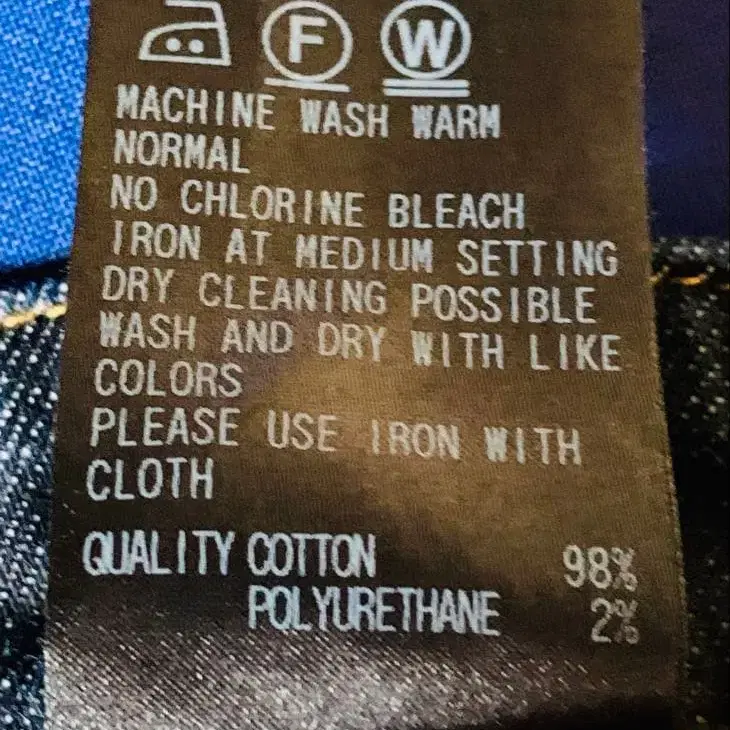 F W
MACHINE WASH WARM
NORMAL
NO CHLORINE BLEACH
IRON AT MEDIUM SETTING
DRY CLEANING POSSIBLE
WASH AND DRY WITH LIKE
COLORS
PLEASE USE IRON WITH
CLOTH
QUALITY COTTON 98%
POLYURETHANE 2%